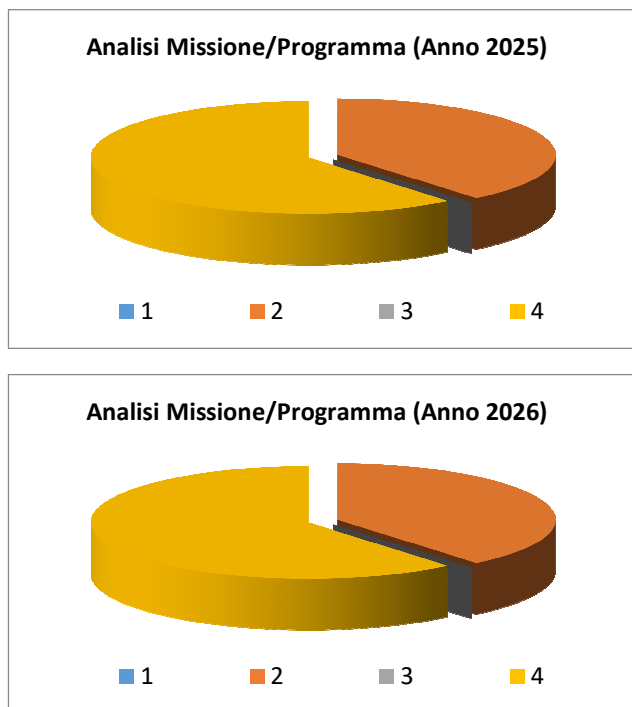 Analisi Missione/Programma (Anno 2025)
1 2 3 4
Analisi Missione/Programma (Anno 2026)
1 2 3 4